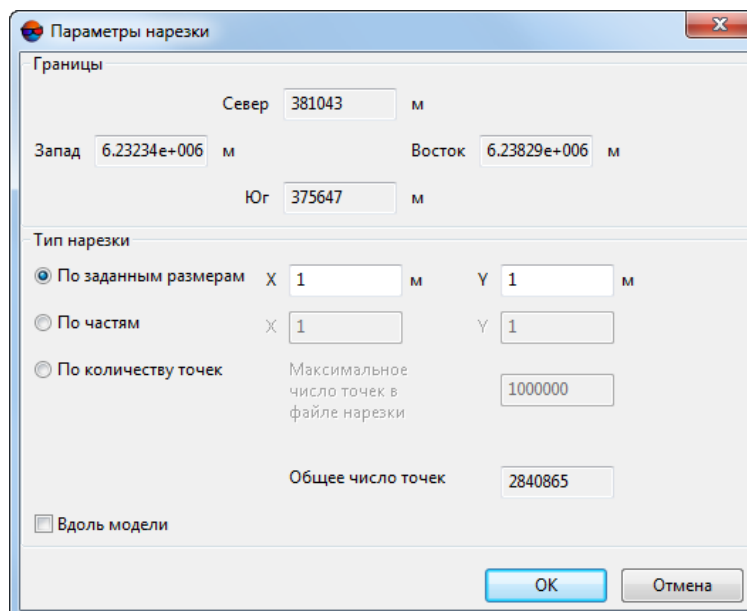 Параметры нарезки
Границы
Север 381043 м
Запад 6.23234e+006 м Восток 6.23829e+006 м
Юг 375647 м
Тип нарезки
По заданным размерам X 1 м Y 1 м
По частям X 1 Y 1
По количеству точек Максимальное
число точек в 1000000
файле нарезки
Общее число точек 2840865
Вдоль модели
OK Отмена